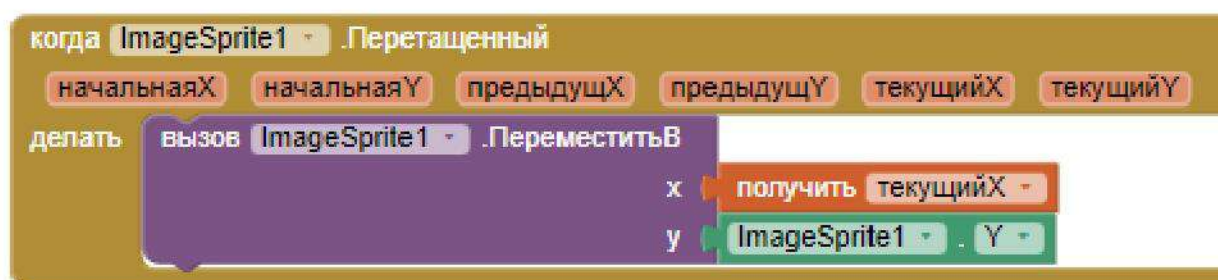 когда ImageSprite1 .Перетащенный
начальнаяX начальнаяY предыдущX предыдущY текущийX текущийY
делать вызов ImageSprite1 .ПереместитьВ
x получить текущийX
y ImageSprite1 . Y